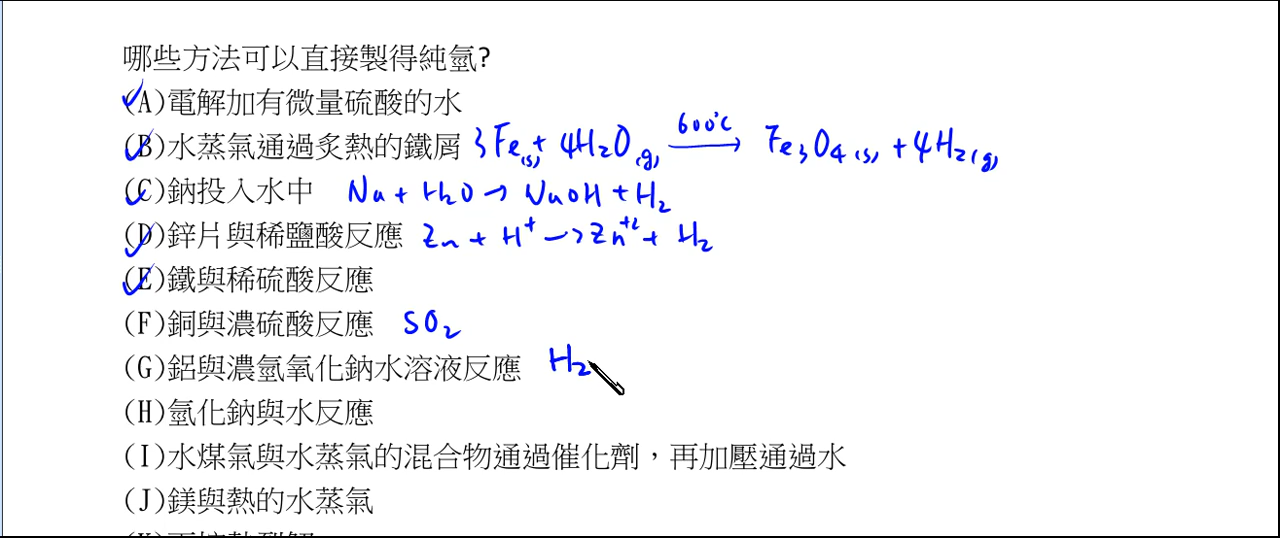 哪些方法可以直接製得純氫?
(A)電解加有微量硫酸的水
(B)水蒸氣通過炙熱的鐵屑 3Fe(s)+ 4H2O(g) 600℃ → Fe3O4(s) + 4H2(g)
(C)鈉投入水中 Na + H2O → NaOH + H2
(D)鋅片與稀鹽酸反應 Zn + H+ → Zn+2 + H2
(E)鐵與稀硫酸反應
(F)銅與濃硫酸反應 SO2
(G)鋁與濃氫氧化鈉水溶液反應 H2
(H)氫化鈉與水反應
(I)水煤氣與水蒸氣的混合物通過催化劑，再加壓通過水
(J)鎂與熱的水蒸氣